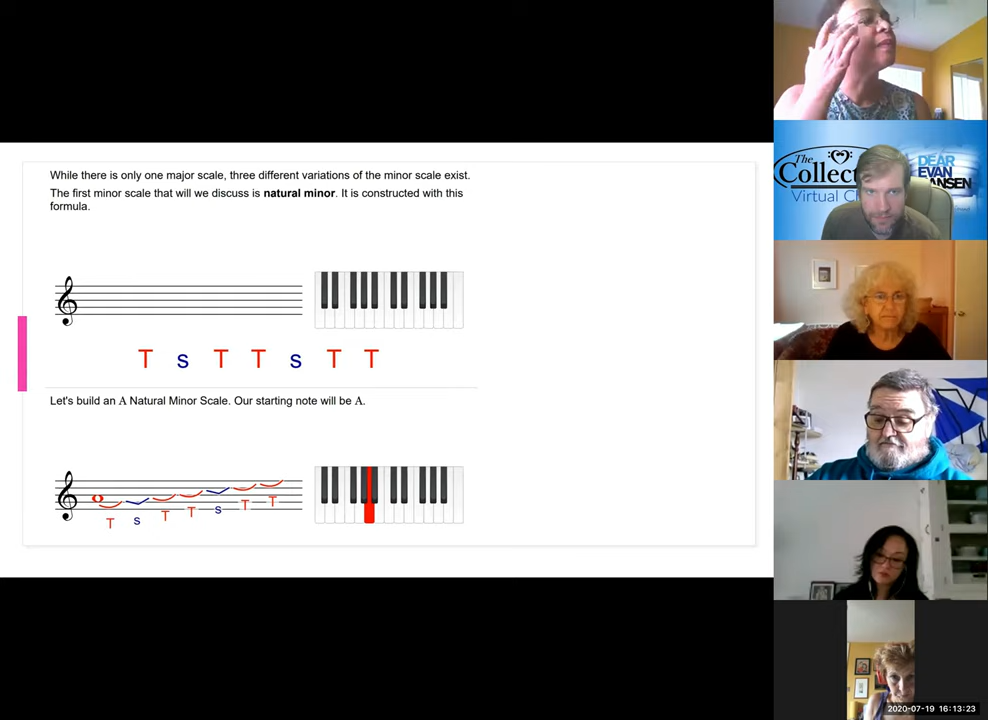 While there is only one major scale, three different variations of the minor scale exist.
The first minor scale that will we discuss is natural minor. It is constructed with this
formula.
T s T T s T T
Let's build an A Natural Minor Scale. Our starting note will be A.
T s T T s T T
The
Collect
Virtual
DEAR
EVAN
ANSEN
2020-07-19 16:13:23